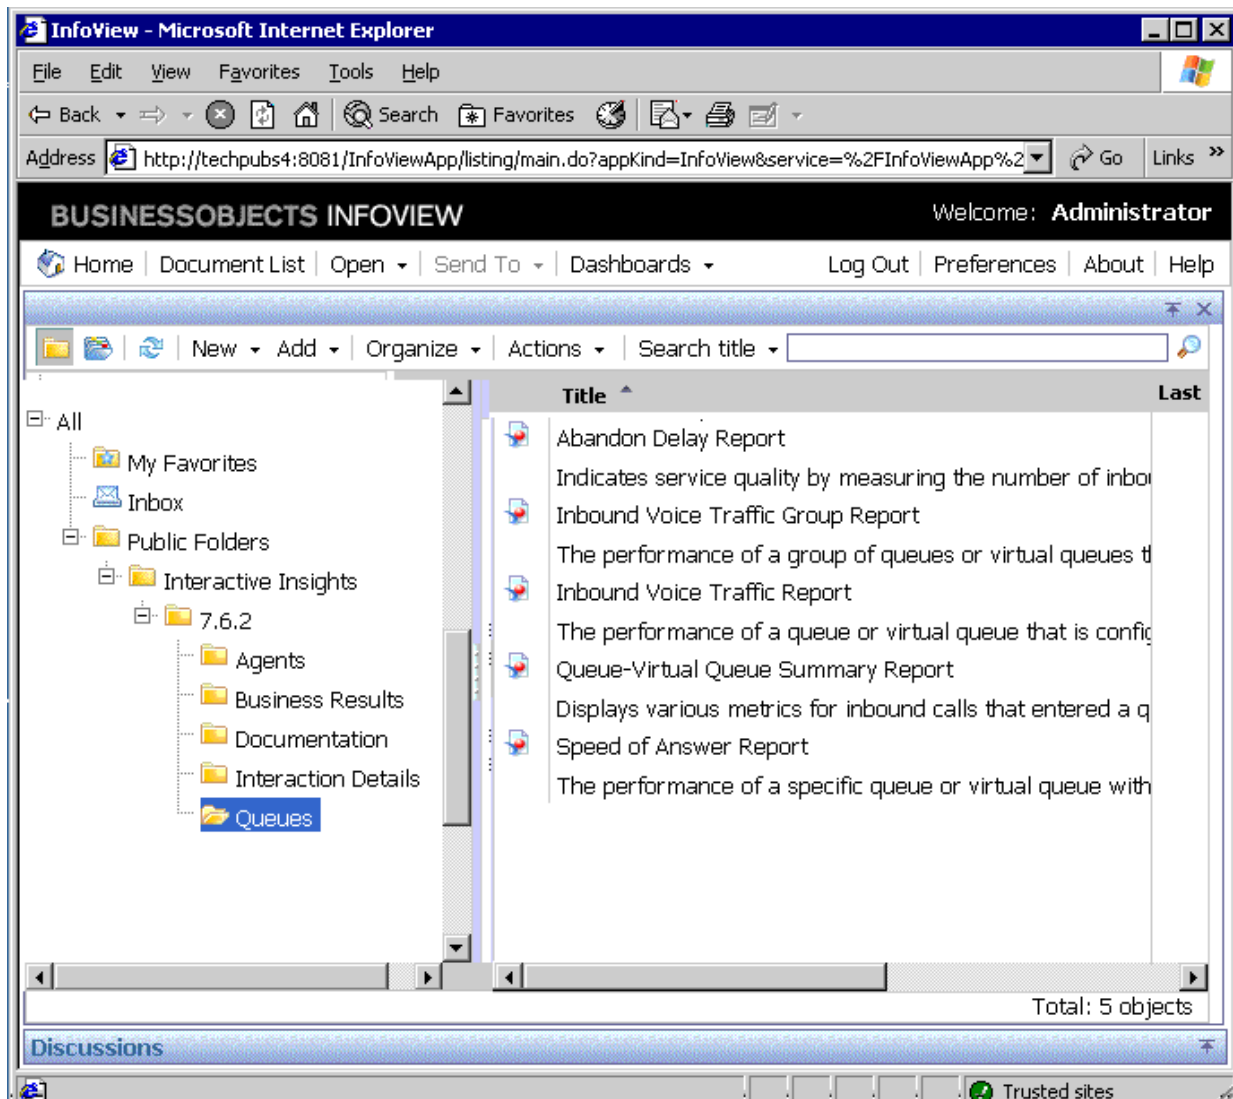 InfoView - Microsoft Internet Explorer
File Edit View Favorites Tools Help
Back Search Favorites
Address http://techpubs4:8081/InfoViewApp/listing/main.do?appKind=InfoView&service=%2FInfoViewApp%2 Go Links »
BUSINESSOBJECTS INFOVIEW Welcome: Administrator
Home Document List Open Send To Dashboards Log Out Preferences About Help
New Add Organize Actions Search title
Title Last
All
My Favorites
Inbox
Public Folders
Interactive Insights
7.6.2
Agents
Business Results
Documentation
Interaction Details
Queues
Abandon Delay Report
Indicates service quality by measuring the number of inbou
Inbound Voice Traffic Group Report
The performance of a group of queues or virtual queues t
Inbound Voice Traffic Report
The performance of a queue or virtual queue that is config
Queue-Virtual Queue Summary Report
Displays various metrics for inbound calls that entered a q
Speed of Answer Report
The performance of a specific queue or virtual queue with
Total: 5 objects
Discussions
Trusted sites